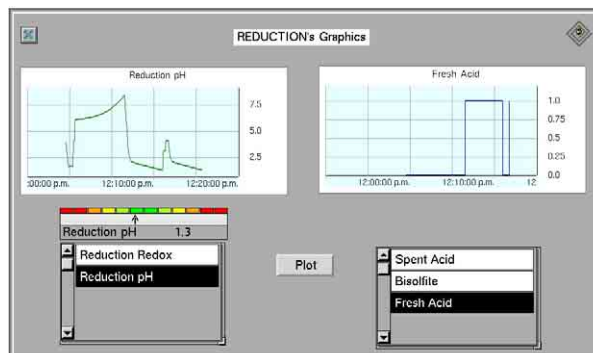 REDUCTION's Graphics
Reduction pH
7.5
5.0
2.5
:00:00 p.m.
12:10:00 p.m.
12:20:00 p.m.
Fresh Acid
1.0
0.75
0.5
0.25
0.0
12:00:00 p.m.
12:10:00 p.m.
12
Reduction pH 1.3
Reduction Redox
Reduction pH
Plot
Spent Acid
Bisolfite
Fresh Acid